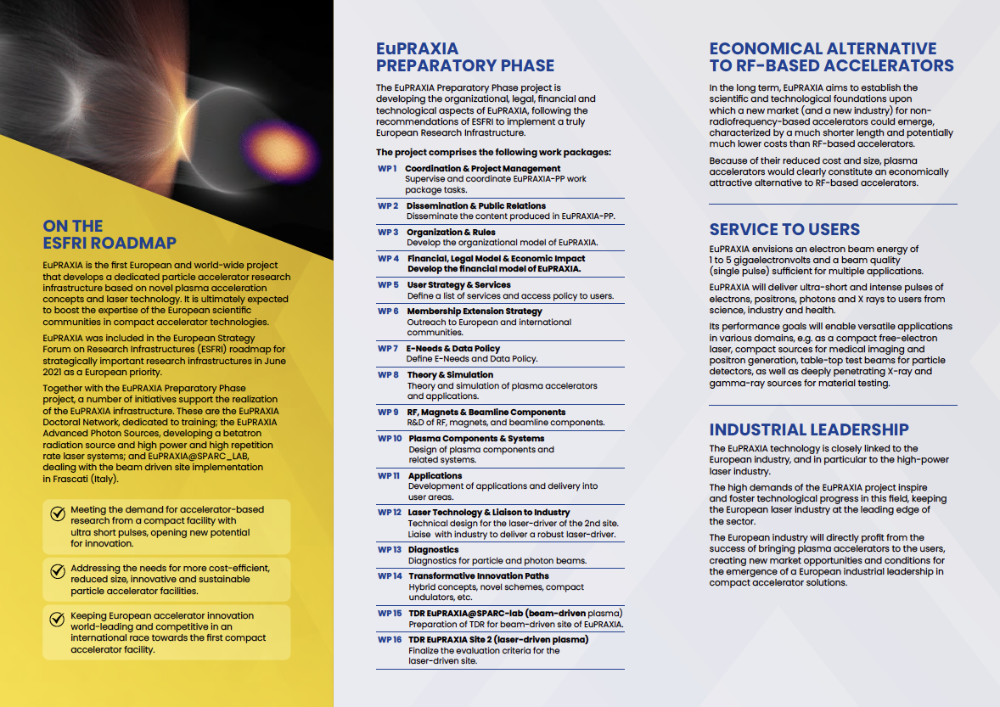 ON THE
ESFRI ROADMAP
EuPRAXIA is the first European and world-wide project
that develops a dedicated particle accelerator research
infrastructure based on novel plasma acceleration
concepts and laser technology. It is ultimately expected
to boost the expertise of the European scientific
communities in compact accelerator technologies.
EuPRAXIA was included in the European Strategy
Forum on Research Infrastructures (ESFRI) roadmap for
strategically important research infrastructures in June
2021 as a European priority.
Together with the EuPRAXIA Preparatory Phase
project, a number of initiatives support the realization
of the EuPRAXIA infrastructure. These are the EuPRAXIA
Doctoral Network, dedicated to training; the EuPRAXIA
Advanced Photon Sources, developing a betatron
radiation source and high power and high repetition
rate laser systems; and EuPRAXIA@SPARC_LAB,
dealing with the beam driven site implementation
in Frascati (Italy).
Meeting the demand for accelerator-based
research from a compact facility with
ultra short pulses, opening new potential
for innovation.
Addressing the needs for more cost-efficient,
reduced size, innovative and sustainable
particle accelerator facilities.
Keeping European accelerator innovation
world-leading and competitive in an
international race towards the first compact
accelerator facility.
EuPRAXIA
PREPARATORY PHASE
The EuPRAXIA Preparatory Phase project is
developing the organizational, legal, financial and
technological aspects of EuPRAXIA, following the
recommendations of ESFRI to implement a truly
European Research Infrastructure.
The project comprises the following work packages:
WP 1 Coordination & Project Management
Supervise and coordinate EuPRAXIA-PP work
package tasks.
WP 2 Dissemination & Public Relations
Disseminate the content produced in EuPRAXIA-PP.
WP 3 Organization & Rules
Develop the organizational model of EuPRAXIA.
WP 4 Financial, Legal Model & Economic Impact
Develop the financial model of EuPRAXIA.
WP 5 User Strategy & Services
Define a list of services and access policy to users.
WP 6 Membership Extension Strategy
Outreach to European and international
communities.
WP 7 E-Needs & Data Policy
Define E-Needs and Data Policy.
WP 8 Theory & Simulation
Theory and simulation of plasma accelerators
and applications.
WP 9 RF, Magnets & Beamline Components
R&D of RF, magnets, and beamline components.
WP 10 Plasma Components & Systems
Design of plasma components and
related systems.
WP 11 Applications
Development of applications and delivery into
user areas.
WP 12 Laser Technology & Liaison to Industry
Technical design for the laser-driver of the 2nd site.
Liaise with industry to deliver a robust laser-driver.
WP 13 Diagnostics
Diagnostics for particle and photon beams.
WP 14 Transformative Innovation Paths
Hybrid concepts, novel schemes, compact
undulators, etc.
WP 15 TDR EuPRAXIA@SPARC-lab (beam-driven plasma)
Preparation of TDR for beam-driven site of EuPRAXIA.
WP 16 TDR EuPRAXIA Site 2 (laser-driven plasma)
Finalize the evaluation criteria for the
laser-driven site.
ECONOMICAL ALTERNATIVE
TO RF-BASED ACCELERATORS
In the long term, EuPRAXIA aims to establish the
scientific and technological foundations upon
which a new market (and a new industry) for non-
radiofrequency-based accelerators could emerge,
characterized by a much shorter length and potentially
much lower costs than RF-based accelerators.
Because of their reduced cost and size, plasma
accelerators would clearly constitute an economically
attractive alternative to RF-based accelerators.
SERVICE TO USERS
EuPRAXIA envisions an electron beam energy of
1 to 5 gigaelectronvolts and a beam quality
(single pulse) sufficient for multiple applications.
EuPRAXIA will deliver ultra-short and intense pulses of
electrons, positrons, photons and X rays to users from
science, industry and health.
Its performance goals will enable versatile applications
in various domains, e.g. as a compact free-electron
laser, compact sources for medical imaging and
positron generation, table-top test beams for particle
detectors, as well as deeply penetrating X-ray and
gamma-ray sources for material testing.
INDUSTRIAL LEADERSHIP
The EuPRAXIA technology is closely linked to the
European industry, and in particular to the high-power
laser industry.
The high demands of the EuPRAXIA project inspire
and foster technological progress in this field, keeping
the European laser industry at the leading edge of
the sector.
The European industry will directly profit from the
success of bringing plasma accelerators to the users,
creating new market opportunities and conditions for
the emergence of a European industrial leadership in
compact accelerator solutions.